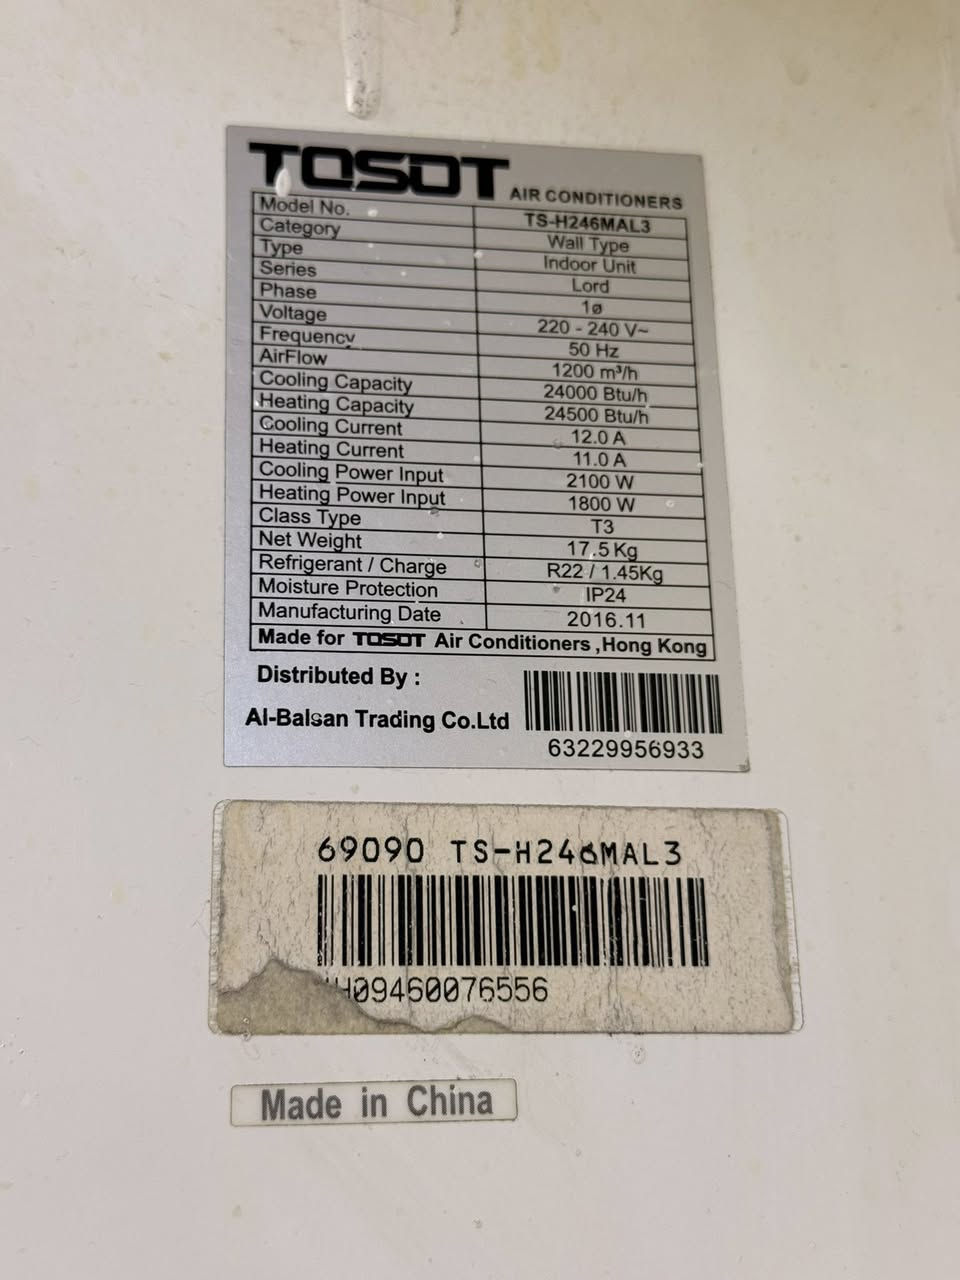 TOSOT AIR CONDITIONERS
Model No. TS-H246MAL3
Category Wall Type
Type Indoor Unit
Series Lord
Phase 1ø
Voltage 220 - 240 V~
Frequency 50 Hz
AirFlow 1200 m³/h
Cooling Capacity 24000 Btu/h
Heating Capacity 24500 Btu/h
Cooling Current 12.0 A
Heating Current 11.0 A
Cooling Power Input 2100 W
Heating Power Input 1800 W
Class Type T3
Net Weight 17.5 Kg
Refrigerant / Charge R22 / 1.45Kg
Moisture Protection IP24
Manufacturing Date 2016.11
Made for TOSOT Air Conditioners ,Hong Kong
Distributed By :
Al-Balsan Trading Co.Ltd
63229956933
69090 TS-H246MAL3
H09460076556
Made in China